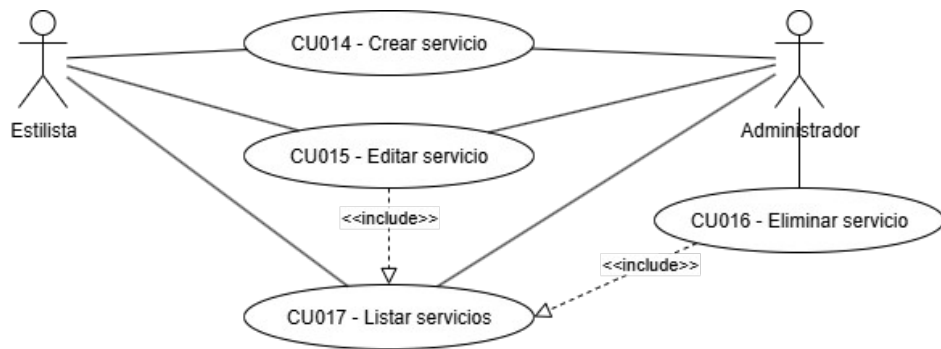 CU014 - Crear servicio
Estilista
Administrador
CU015 - Editar servicio
<<include>>
CU016 - Eliminar servicio
<<include>>
CU017 - Listar servicios